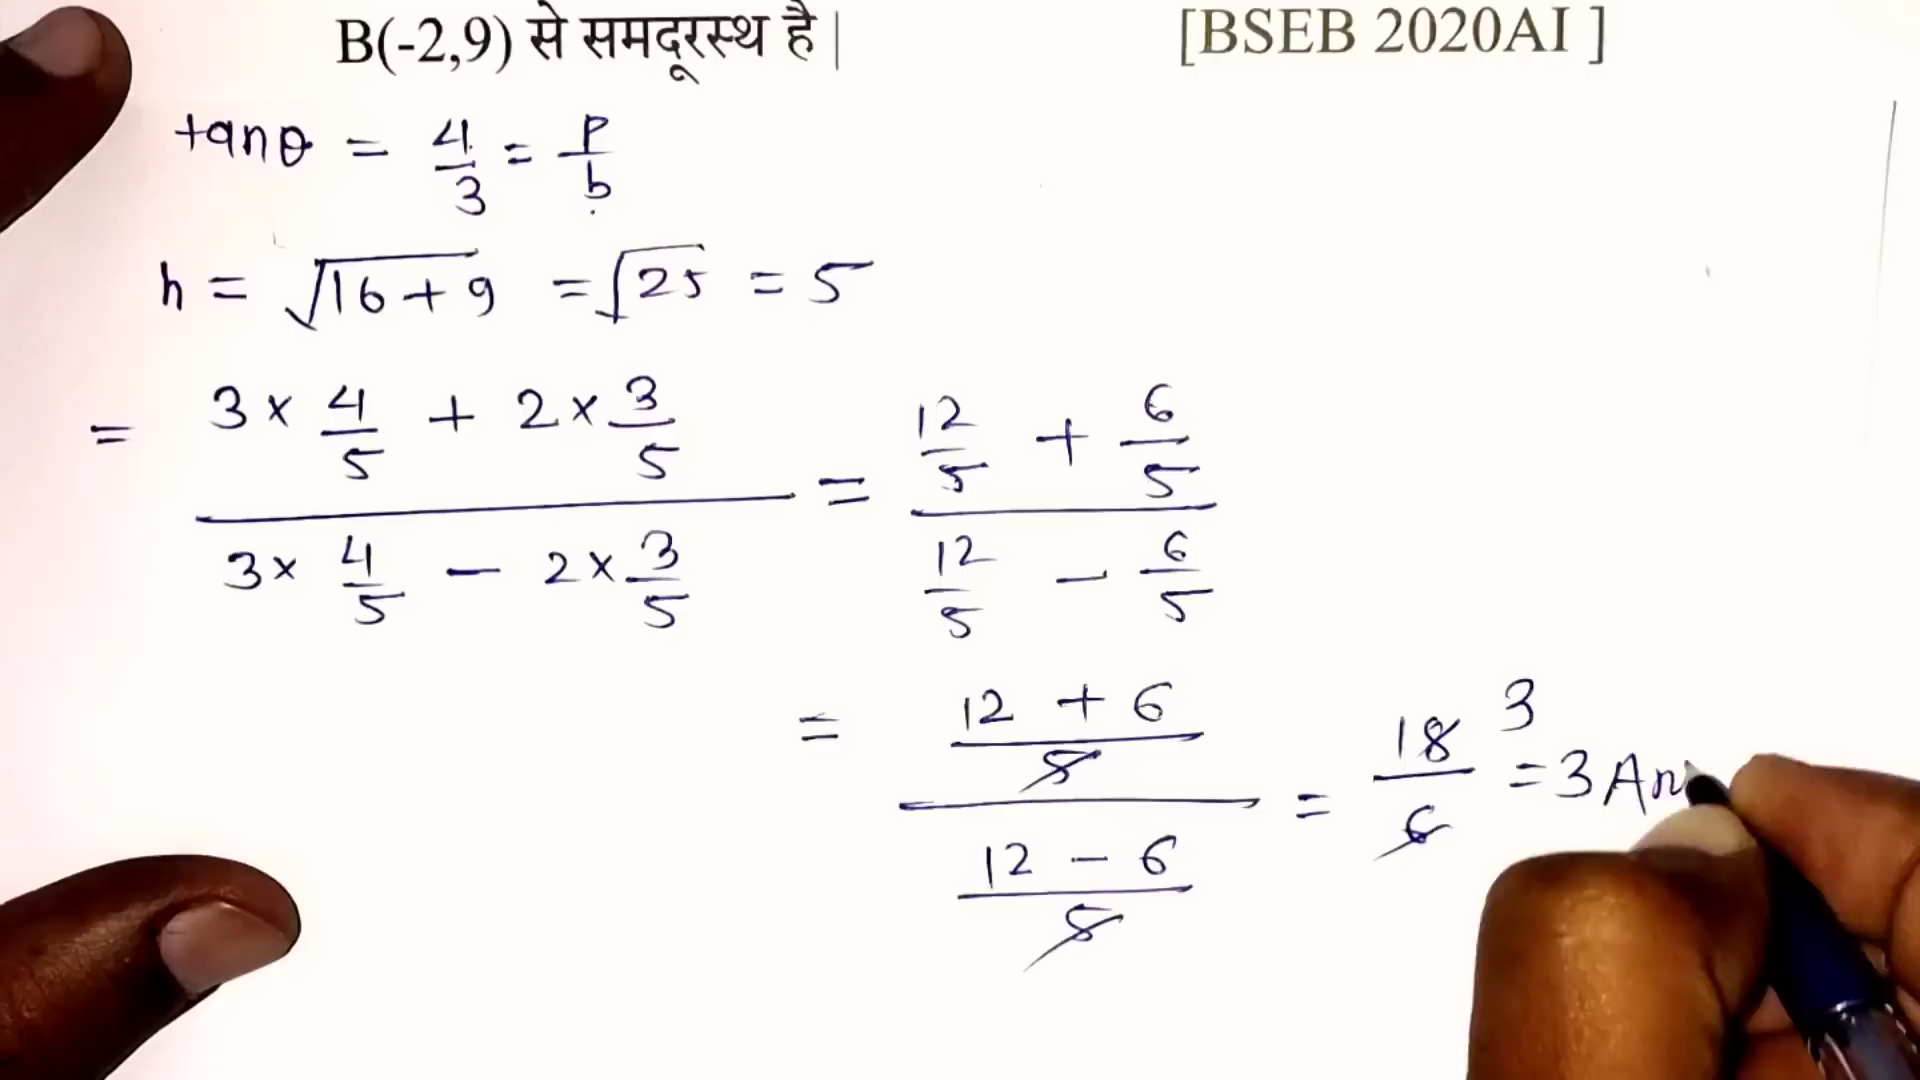 B(-2,9) से समदूरस्थ है | [BSEB 2020AI ]
tanθ = 4/3 = p/b
h = √16+9 = √25 = 5
= (3 × 4/5 + 2 × 3/5)/(3 × 4/5 - 2 × 3/5) = (12/5 + 6/5)/(12/5 - 6/5)
= ((12 + 6)/5)/((12 - 6)/5) = 18/6 3 = 3 An